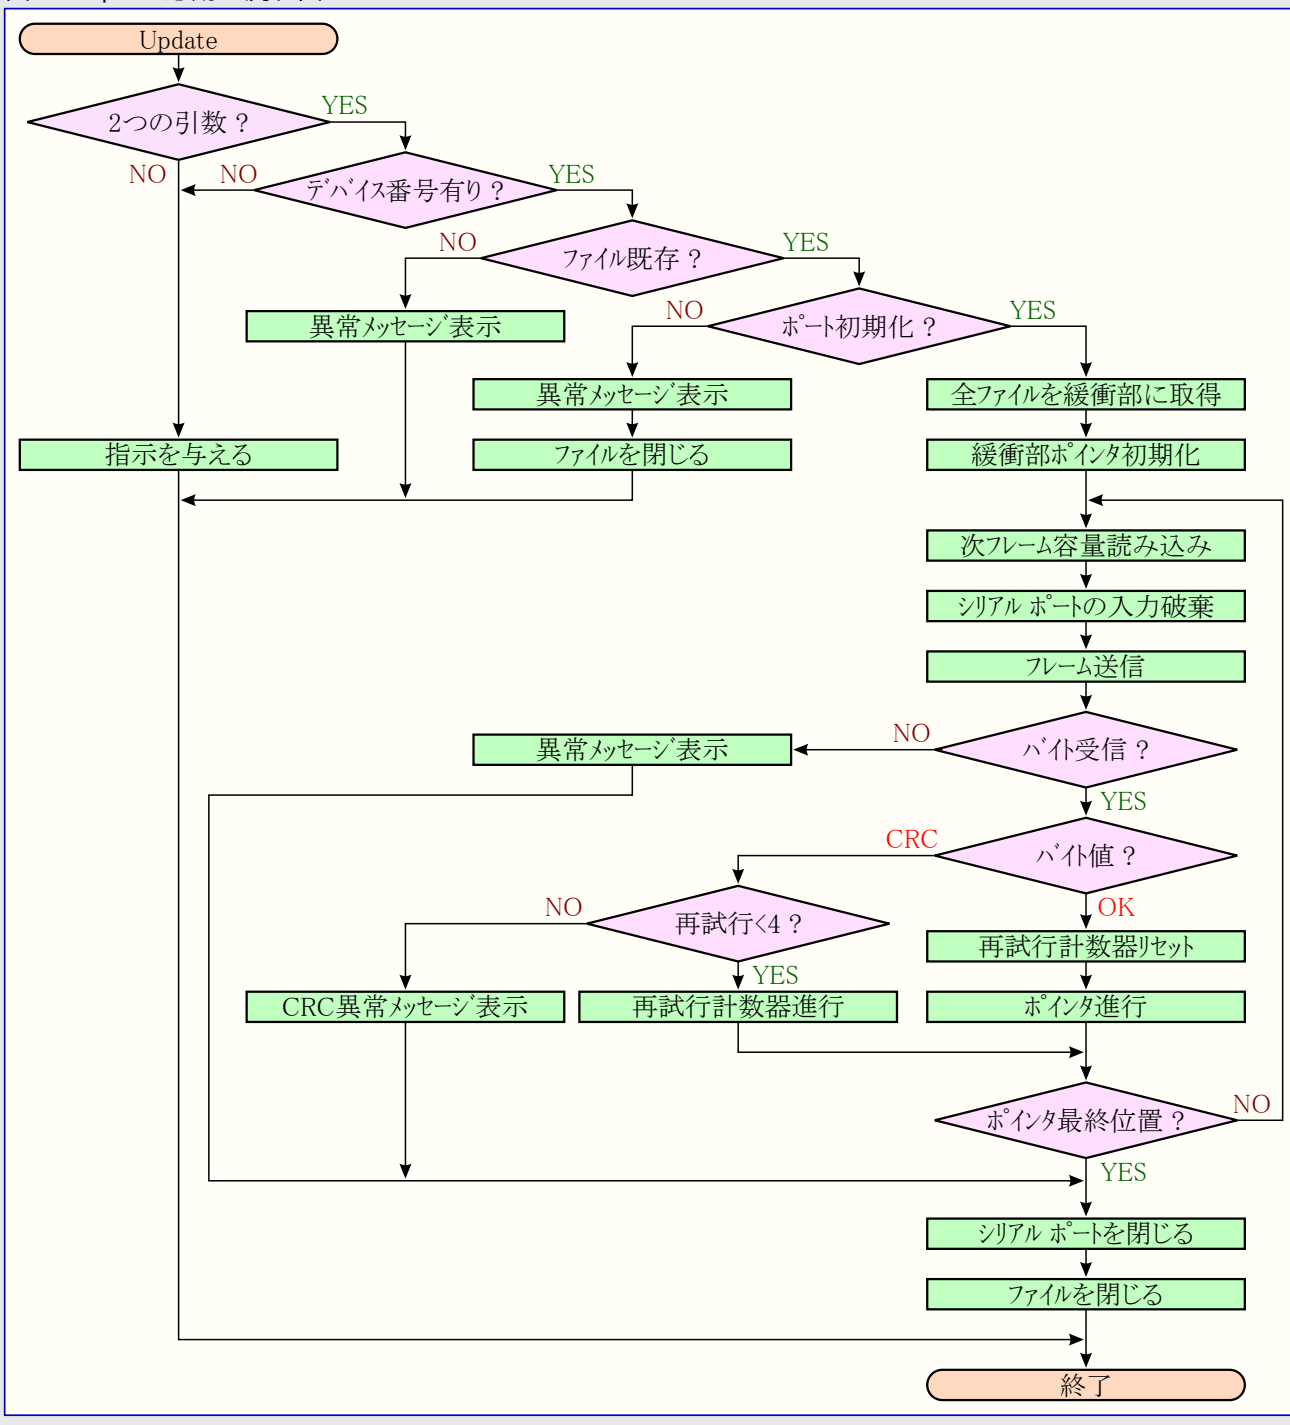 Update
2つの引数 ?
YES
NO
デバイス番号有り ?
NO
YES
ファイル既存 ?
NO
YES
ポート初期化 ?
NO
YES
異常メッセージ表示
異常メッセージ表示
全ファイルを緩衝部に取得
指示を与える
ファイルを閉じる
緩衝部ポインタ初期化
次フレーム容量読み込み
シリアル ポートの入力破棄
フレーム送信
バイト受信 ?
NO
異常メッセージ表示
YES
バイト値 ?
CRC
OK
再試行<4 ?
NO
YES
再試行計数器リセット
CRC異常メッセージ表示
再試行計数器進行
ポインタ進行
ポインタ最終位置 ?
NO
YES
シリアル ポートを閉じる
ファイルを閉じる
終了